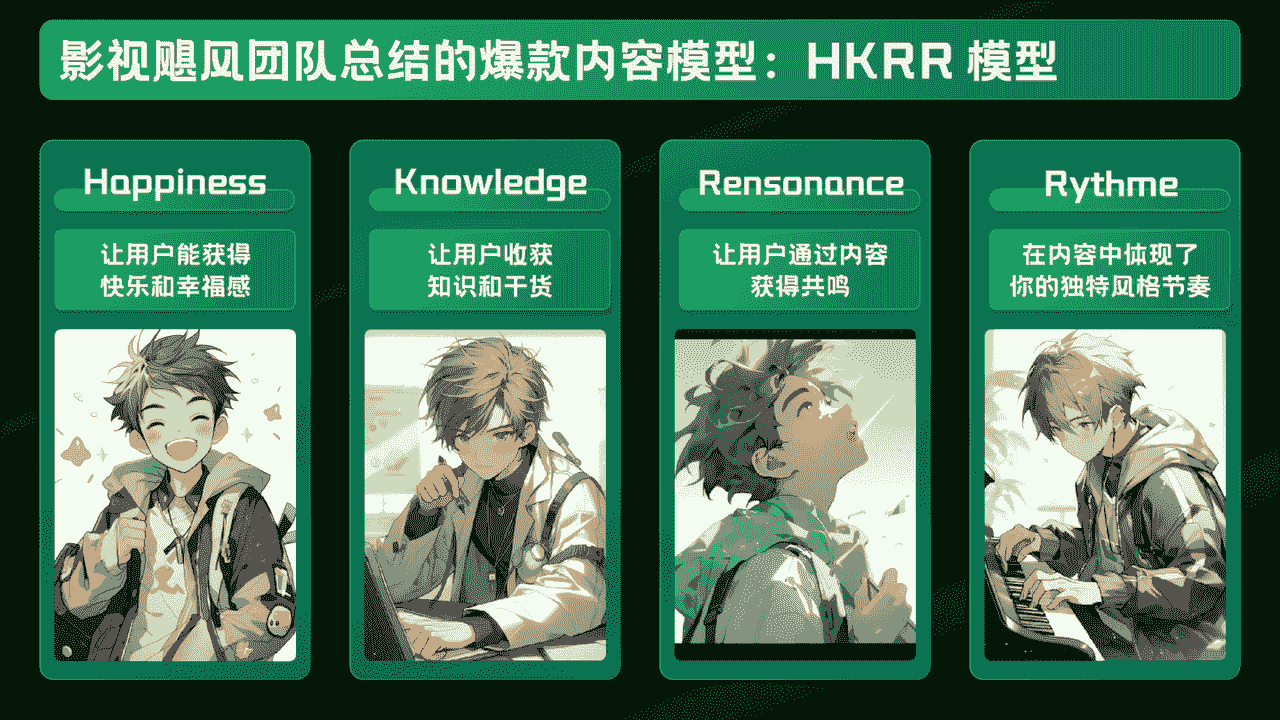 影视飓风团队总结的爆款内容模型：HKRR 模型
Happiness
让用户能获得
快乐和幸福感
Knowledge
让用户收获
知识和干货
Rensonance
让用户通过内容
获得共鸣
Rythme
在内容中体现了
你的独特风格节奏